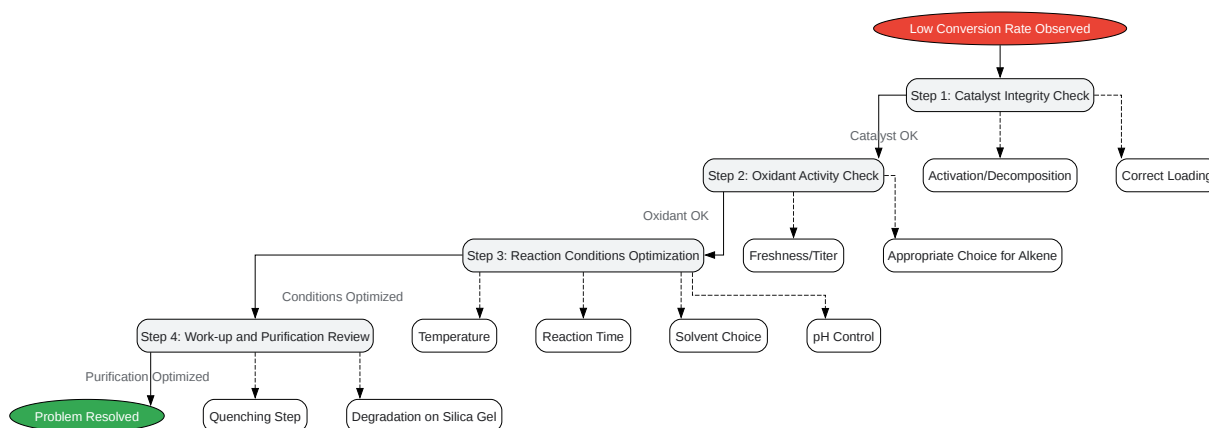 Low Conversion Rate Observed
Step 1: Catalyst Integrity Check
Catalyst OK
Step 2: Oxidant Activity Check
Activation/Decomposition
Correct Loading
Oxidant OK
Step 3: Reaction Conditions Optimization
Freshness/Titer
Appropriate Choice for Alkene
Conditions Optimized
Step 4: Work-up and Purification Review
Temperature
Reaction Time
Solvent Choice
pH Control
Purification Optimized
Problem Resolved
Quenching Step
Degradation on Silica Gel